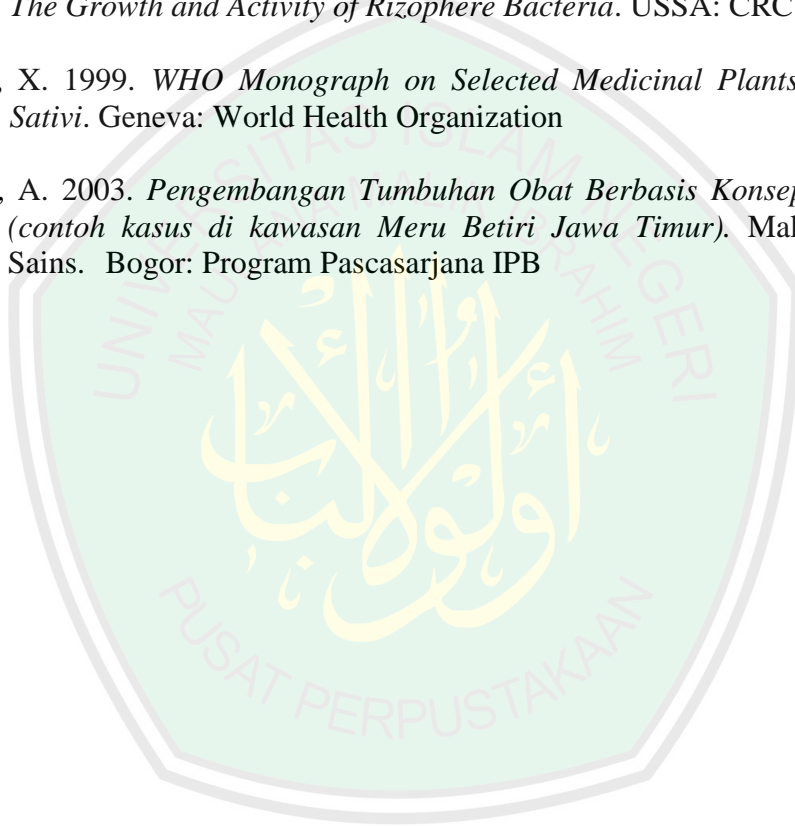 The Growth and Activity of Rizophere Bacteria. USSA: CRC
, X. 1999. WHO Monograph on Selected Medicinal Plants
Sativi. Geneva: World Health Organization
, A. 2003. Pengembangan Tumbuhan Obat Berbasis Konsep
(contoh kasus di kawasan Meru Betiri Jawa Timur). Mal
Sains. Bogor: Program Pascasarjana IPB
UNIVERSITAS ISLAM NEGERI
MAULANA MALIK IBRAHIM
أولوا الألباب
PUSAT PERPUSTAKAAN